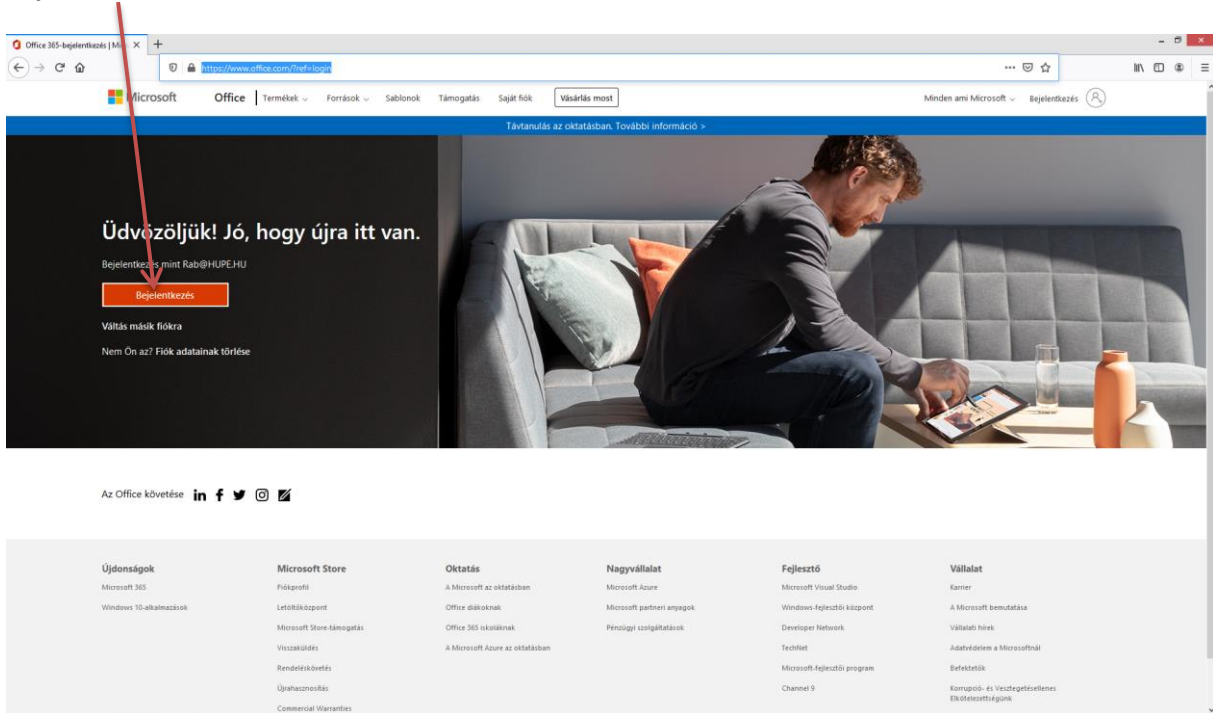 Office 365-bejelentkezés | Mi
https://www.office.com/?ref=login
Microsoft
Office
Termékek
Források
Sablonok
Támogatás
Saját fiók
Vásárlás most
Minden ami Microsoft
Bejelentkezés
Távtanulás az oktatásban. További információ >
Üdvözöljük! Jó, hogy újra itt van.
Bejelentkezés mint Rab@HUPE.HU
Bejelentkezés
Váltás másik fiókra
Nem Ön az? Fiók adatainak törlése
Az Office követése
Újdonságok
Microsoft 365
Windows 10-alkalmazások
Microsoft Store
Fiókprofil
Letöltőközpont
Microsoft Store-támogatás
Visszaküldés
Rendeléskövetés
Újrahasznosítás
Commercial Warranties
Oktatás
A Microsoft az oktatásban
Office diákoknak
Office 365 iskoláknak
A Microsoft Azure az oktatásban
Nagyvállalat
Microsoft Azure
Microsoft partneri anyagok
Pénzügyi szolgáltatások
Fejlesztő
Microsoft Visual Studio
Windows-fejlesztői központ
Developer Network
TechNet
Microsoft-fejlesztői program
Channel 9
Vállalat
Karrier
A Microsoft bemutatása
Vállalati hírek
Adatvédelem a Microsoftnál
Befektetők
Korrupció- és Vesztegetésellenes
Elkötelezettségünk